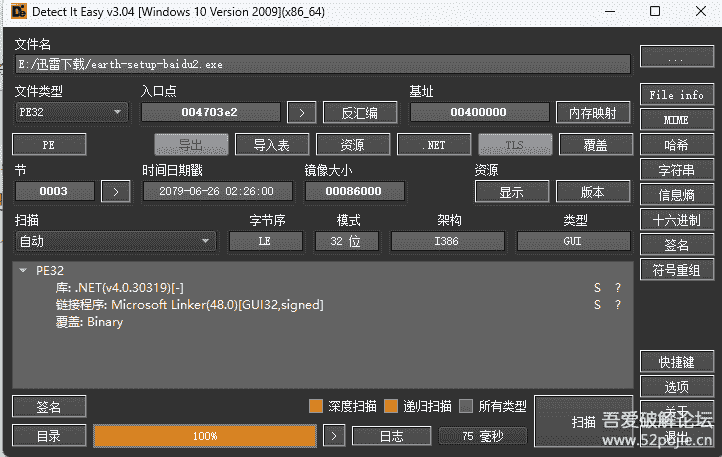 Detect It Easy v3.04 [Windows 10 Version 2009](x86_64)
文件名
E:/迅雷下载/earth-setup-baidu2.exe
...
文件类型 入口点 基址
PE32 004703e2 > 反汇编 00400000 内存映射
File info
MIME
PE 导出 导入表 资源 .NET TLS 覆盖
哈希
节 时间日期戳 镜像大小 资源
字符串
0003 > 2079-06-26 02:26:00 00086000 显示 版本
信息熵
扫描 字节序 模式 架构 类型
十六进制
自动 LE 32 位 I386 GUI
签名
符号重组
PE32
库: .NET(v4.0.30319)[-] S ?
链接程序: Microsoft Linker(48.0)[GUI32,signed] S ?
覆盖: Binary
快捷键
选项
签名 深度扫描 递归扫描 所有类型 扫描
关于
吾爱破解论坛
目录 100% > 日志 75 毫秒
退出
www.52pojie.cn